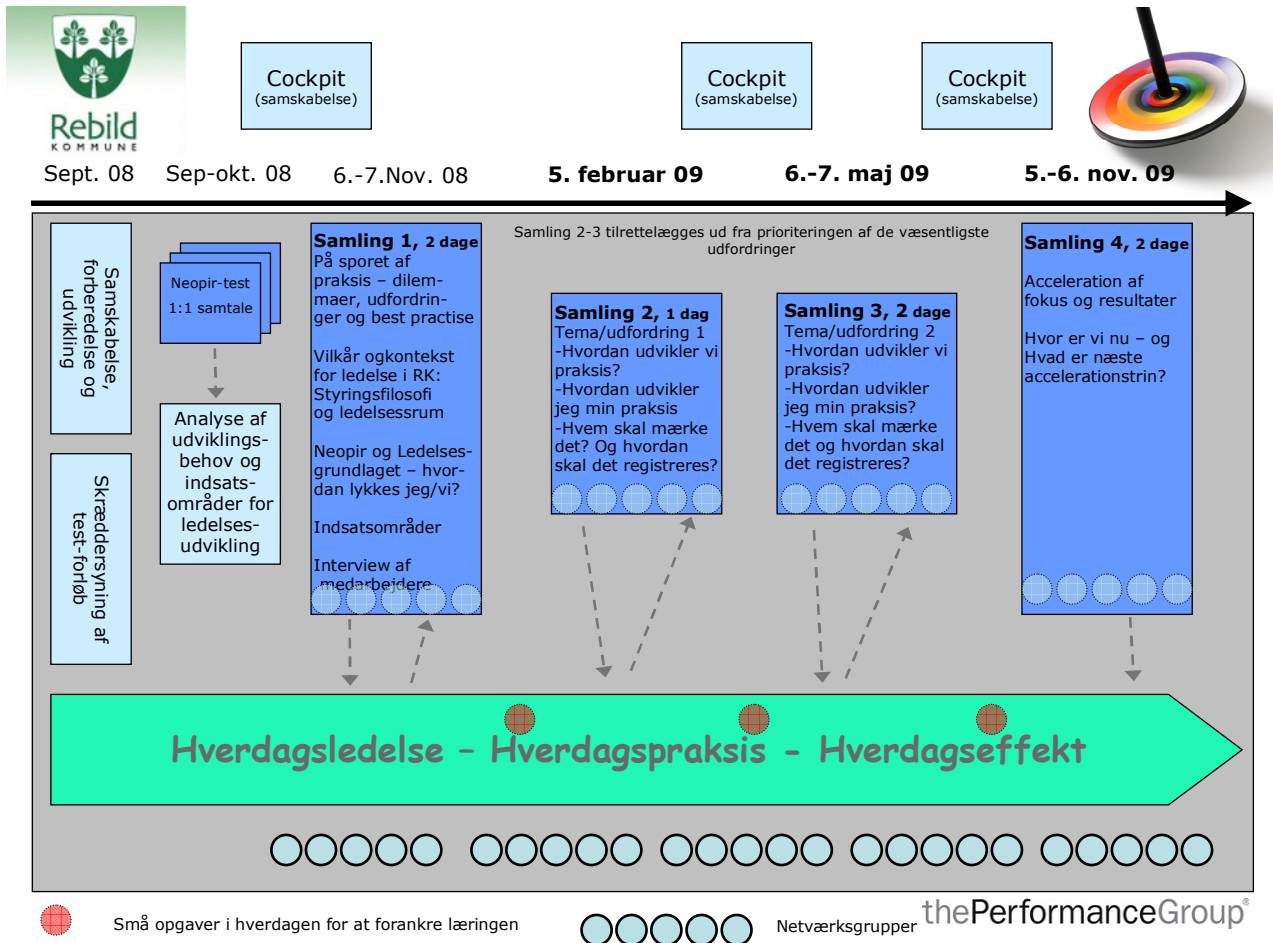 Rebild
KOMMUNE
Cockpit
(samskabelse)
Cockpit
(samskabelse)
Cockpit
(samskabelse)
Sept. 08
Sep-okt. 08
6.-7.Nov. 08
5. februar 09
6.-7. maj 09
5.-6. nov. 09
Samskabelse,
forberedelse og
udvikling
Skræddersyning af
test-forløb
Neopir-test
1:1 samtale
Analyse af
udviklings-
behov og
indsats-
områder for
ledelses-
udvikling
Samling 1, 2 dage
På sporet af
praksis – dilem-
maer, udfordrin-
ger og best practise
Vilkår ogkontekst
for ledelse i RK:
Styringsfilosofi
og ledelsessrum
Neopir og Ledelses-
grundlaget – hvor-
dan lykkes jeg/vi?
Indsatsområder
Interview af
medarbejdere
Samling 2-3 tilrettelægges ud fra prioriteringen af de væsentligste
udfordringer
Samling 2, 1 dag
Tema/udfordring 1
-Hvordan udvikler vi
praksis?
-Hvordan udvikler
jeg min praksis
-Hvem skal mærke
det? Og hvordan
skal det registreres?
Samling 3, 2 dage
Tema/udfordring 2
-Hvordan udvikler vi
praksis?
-Hvordan udvikler
jeg min praksis?
-Hvem skal mærke
det og hvordan skal
det registreres?
Samling 4, 2 dage
Acceleration af
fokus og resultater
Hvor er vi nu – og
Hvad er næste
accelerationstrin?
Hverdagsledelse – Hverdagspraksis - Hverdagseffekt
Små opgaver i hverdagen for at forankre læringen
Netværksgrupper
thePerformanceGroup®